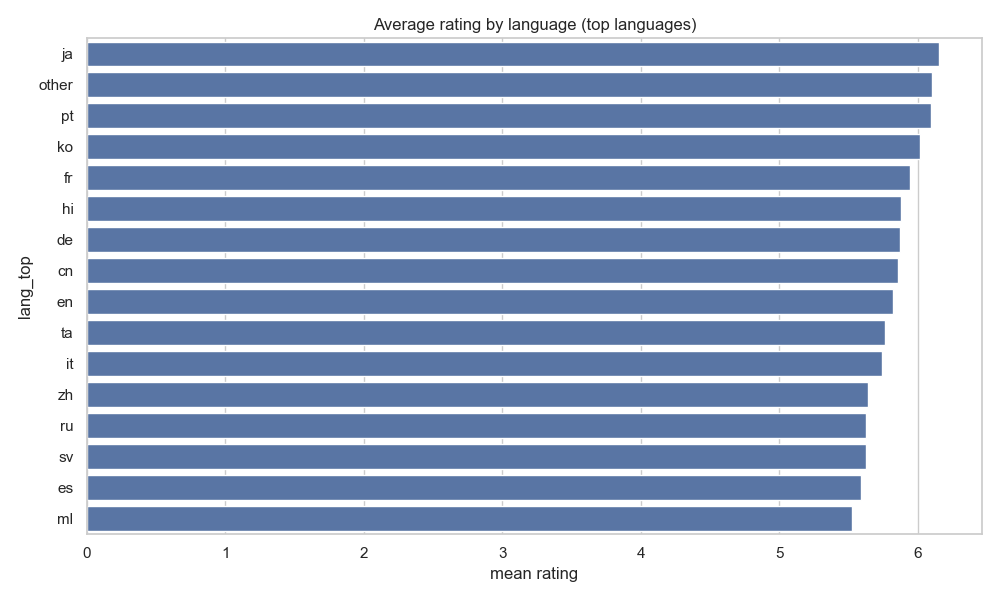 Average rating by language (top languages)
ja
other
pt
ko
fr
hi
de
cn
en
ta
it
zh
ru
sv
es
ml
lang_top
0 1 2 3 4 5 6
mean rating